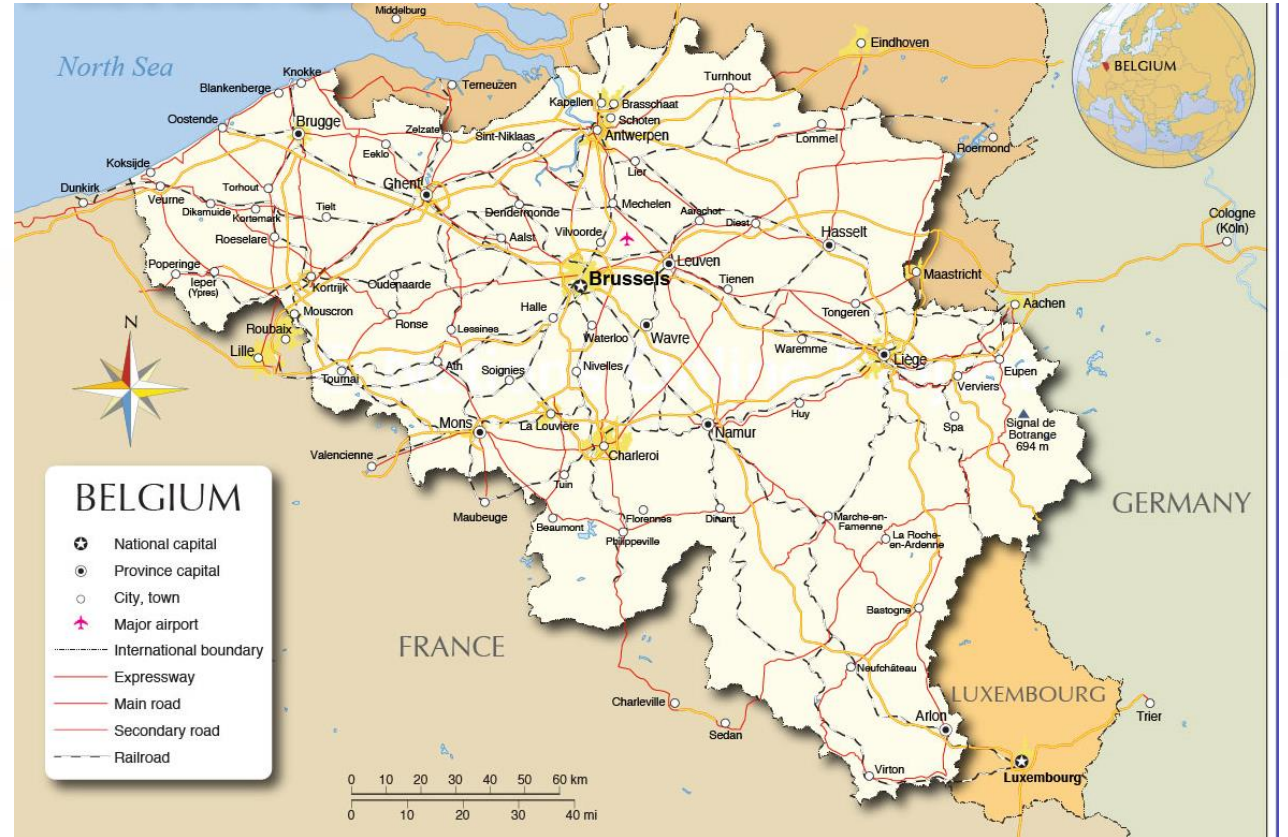 Middelburg
North Sea
Eindhoven
BELGIUM
Knokke
Blankenberge
Terneuzen
Turnhout
Kapellen
Brasschaat
Schoten
Oostende
Brugge
Zelzate
Sint-Niklaas
Antwerpen
Lommel
Eeklo
Roermond
Koksijde
Lier
Dunkirk
Veurne
Torhout
Ghent
Diksmuide
Kortemark
Tielt
Dendermonde
Mechelen
Aarschot
Diest
Cologne
(Köln)
Roeselare
Aalst
Vilvoorde
Hasselt
Poperinge
Leuven
Maastricht
Ieper
(Ypres)
Kortrijk
Oudenaarde
Brussels
Tienen
Aachen
Mouscron
Halle
Tongeren
N
Roubaix
Ronse
Lessines
Waterloo
Wavre
Waremme
Lille
Liège
Tournai
Ath
Soignies
Nivelles
Eupen
Verviers
Huy
Mons
La Louvière
Namur
Spa
Signal de
Botrange
694 m
Valencienne
Charleroi
Tuin
BELGIUM
GERMANY
Maubeuge
Beaumont
Florennes
Dinant
Marche-en-
Famenne
Philippeville
La Roche-
en-Ardenne
National capital
Province capital
City, town
Major airport
International boundary
Expressway
Main road
Secondary road
Railroad
Bastogne
FRANCE
Neufchâteau
LUXEMBOURG
Charleville
Arlon
Trier
Sedan
Virton
Luxembourg
0 10 20 30 40 50 60 km
0 10 20 30 40 mi